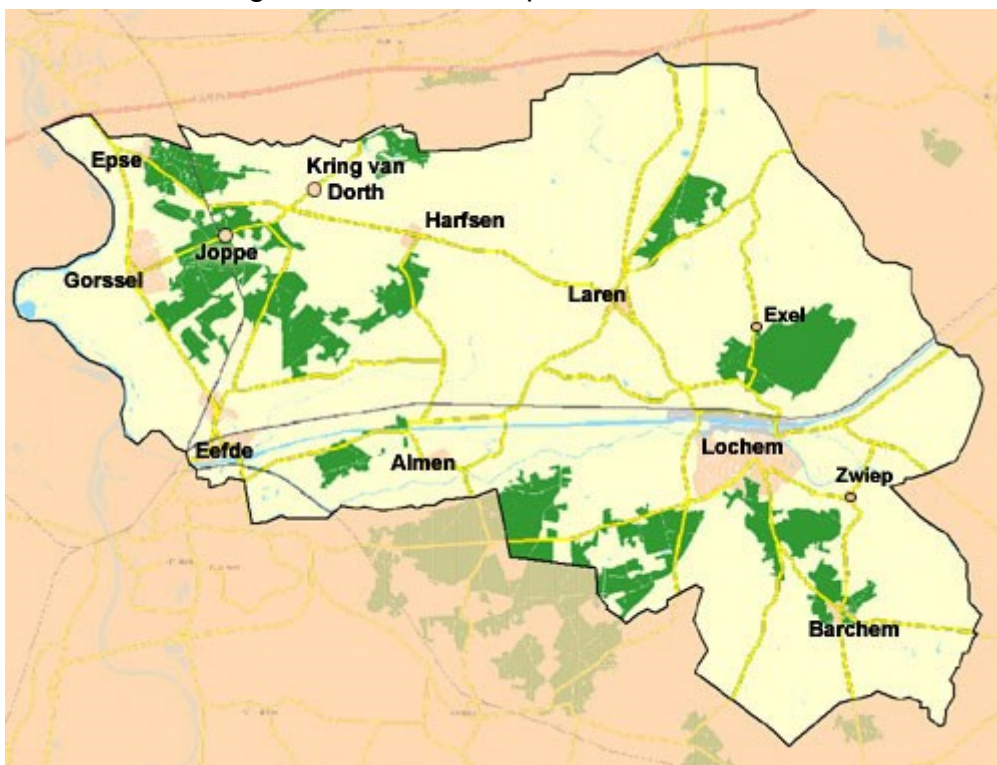 Epse
Kring van
Dorth
Harfsen
Joppe
Gorssel
Laren
Exel
Eefde
Almen
Lochem
Zwiep
Barchem